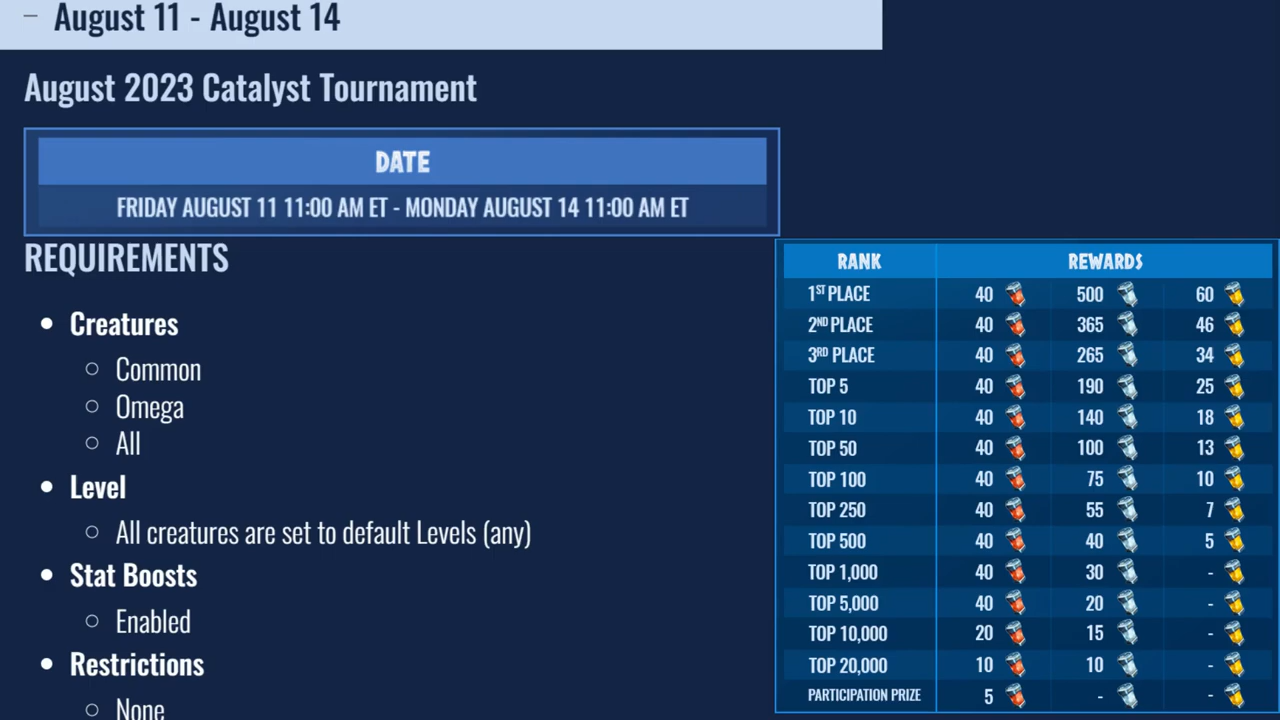 – August 11 - August 14
August 2023 Catalyst Tournament
DATE
FRIDAY AUGUST 11 11:00 AM ET - MONDAY AUGUST 14 11:00 AM ET
REQUIREMENTS
• Creatures
○ Common
○ Omega
○ All
• Level
○ All creatures are set to default Levels (any)
• Stat Boosts
○ Enabled
• Restrictions
○ None
RANK REWARDS
1ST PLACE 40 500 60
2ND PLACE 40 365 46
3RD PLACE 40 265 34
TOP 5 40 190 25
TOP 10 40 140 18
TOP 50 40 100 13
TOP 100 40 75 10
TOP 250 40 55 7
TOP 500 40 40 5
TOP 1,000 40 30 -
TOP 5,000 40 20 -
TOP 10,000 20 15 -
TOP 20,000 10 10 -
PARTICIPATION PRIZE 5 - -